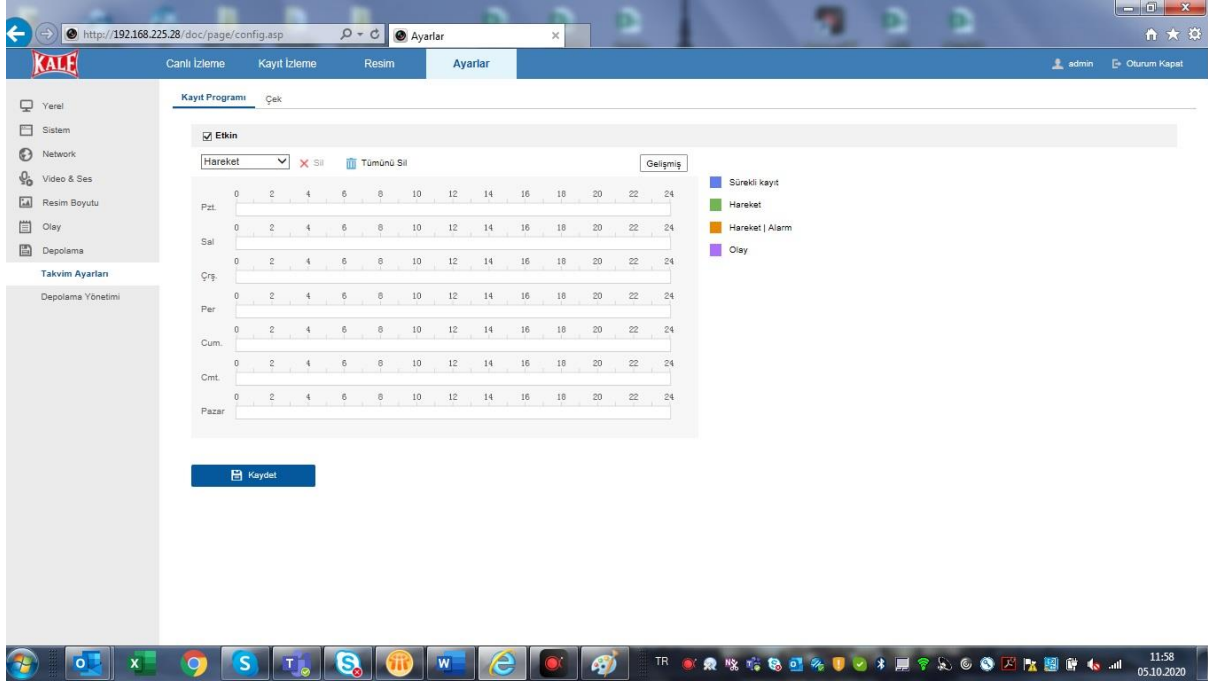 http://192.168.225.28/doc/page/config.asp
Ayarlar
KALE
Canlı İzleme
Kayıt İzleme
Resim
Ayarlar
admin
Oturum Kapat
Yerel
Sistem
Network
Video & Ses
Resim Boyutu
Olay
Depolama
Takvim Ayarları
Depolama Yönetimi
Kayıt Programı
Çek
Etkin
Hareket
Sil
Tümünü Sil
Gelişmiş
0 2 4 6 8 10 12 14 16 18 20 22 24
Pzt.
0 2 4 6 8 10 12 14 16 18 20 22 24
Sal
0 2 4 6 8 10 12 14 16 18 20 22 24
Çrş.
0 2 4 6 8 10 12 14 16 18 20 22 24
Per
0 2 4 6 8 10 12 14 16 18 20 22 24
Cum.
0 2 4 6 8 10 12 14 16 18 20 22 24
Cmt.
0 2 4 6 8 10 12 14 16 18 20 22 24
Pazar
Sürekli kayıt
Hareket
Hareket | Alarm
Olay
Kaydet
TR
11:58
05.10.2020